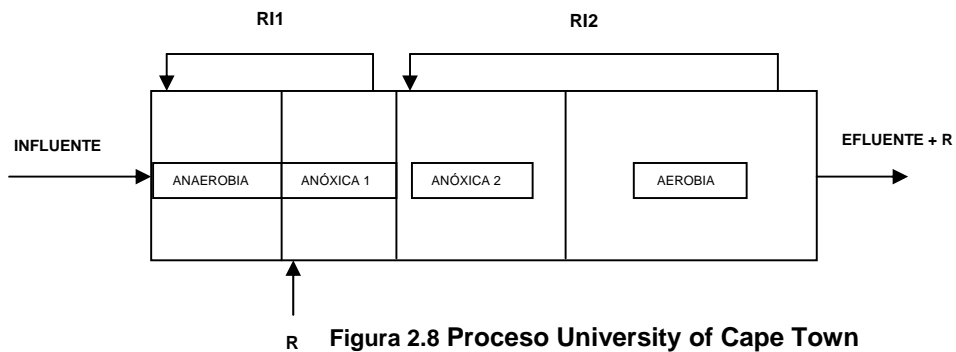 RI1
RI2
INFLUENTE
EFLUENTE + R
ANAEROBIA
ANÓXICA 1
ANÓXICA 2
AEROBIA
R
Figura 2.8 Proceso University of Cape Town